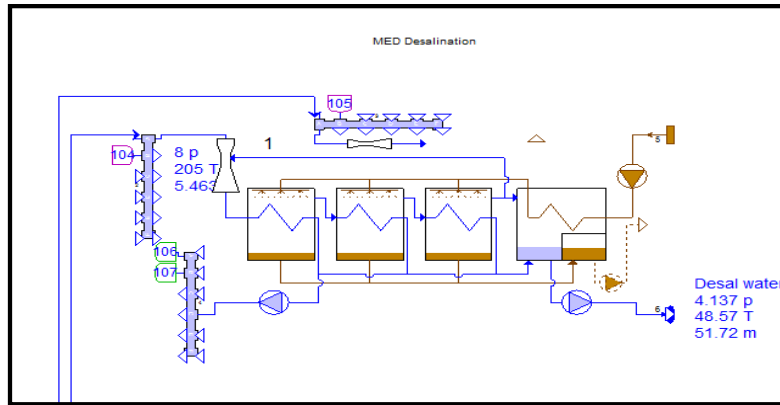 MED Desalination
105
1
104
8 p
205 T
5.463
5
106
107
Desal water
4.137 p
48.57 T
51.72 m
6